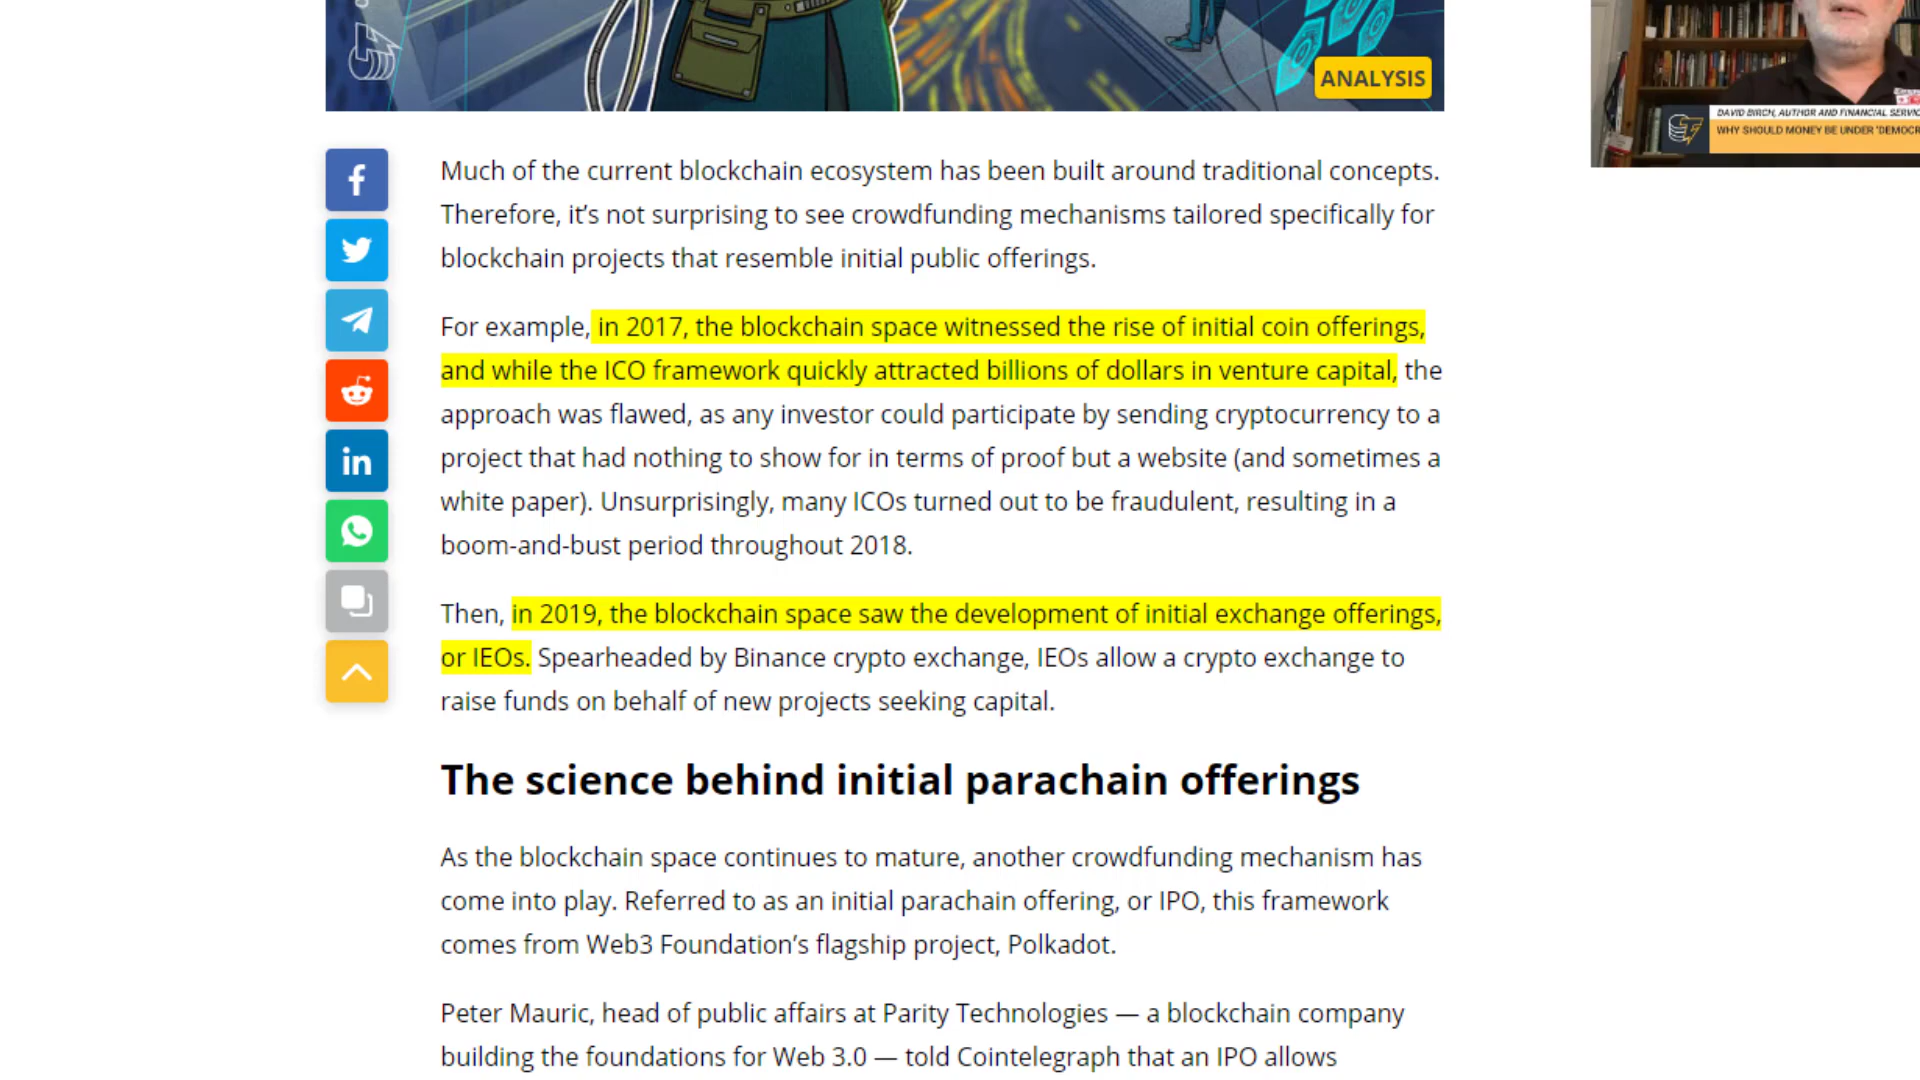 ANALYSIS
DAVID BIRCH, AUTHOR AND FINANCIAL SERVIC
WHY SHOULD MONEY BE UNDER 'DEMOCR
Much of the current blockchain ecosystem has been built around traditional concepts.
Therefore, it’s not surprising to see crowdfunding mechanisms tailored specifically for
blockchain projects that resemble initial public offerings.
For example, in 2017, the blockchain space witnessed the rise of initial coin offerings,
and while the ICO framework quickly attracted billions of dollars in venture capital, the
approach was flawed, as any investor could participate by sending cryptocurrency to a
project that had nothing to show for in terms of proof but a website (and sometimes a
white paper). Unsurprisingly, many ICOs turned out to be fraudulent, resulting in a
boom-and-bust period throughout 2018.
Then, in 2019, the blockchain space saw the development of initial exchange offerings,
or IEOs. Spearheaded by Binance crypto exchange, IEOs allow a crypto exchange to
raise funds on behalf of new projects seeking capital.
The science behind initial parachain offerings
As the blockchain space continues to mature, another crowdfunding mechanism has
come into play. Referred to as an initial parachain offering, or IPO, this framework
comes from Web3 Foundation’s flagship project, Polkadot.
Peter Mauric, head of public affairs at Parity Technologies — a blockchain company
building the foundations for Web 3.0 — told Cointelegraph that an IPO allows